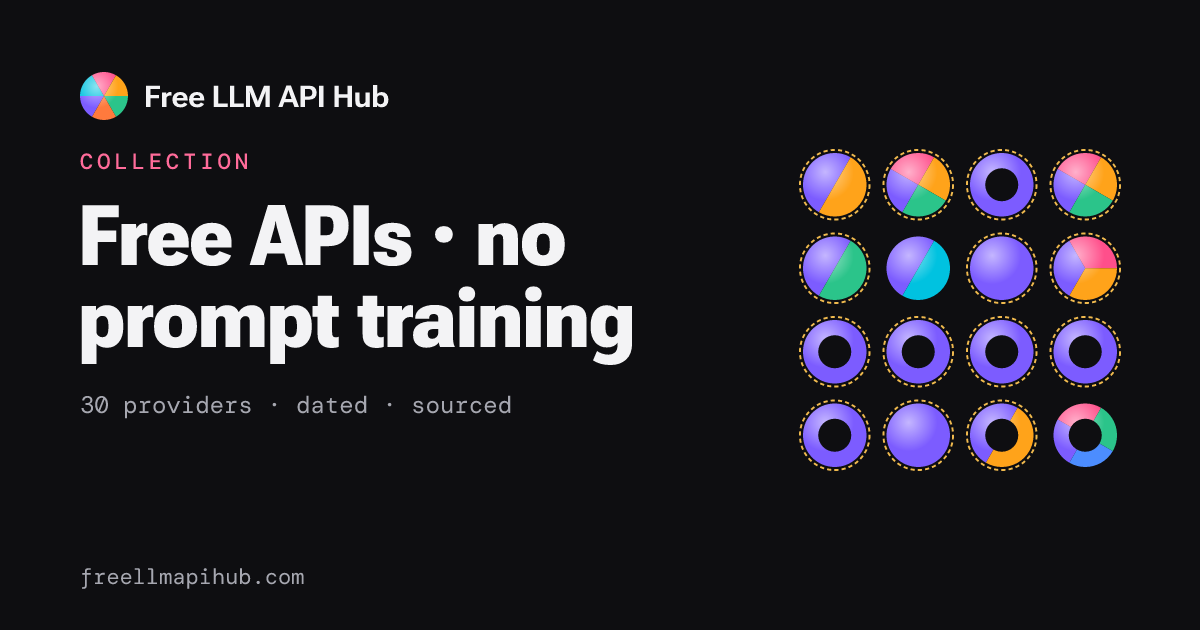 Free LLM API Hub
COLLECTION
Free APIs · no
prompt training
30 providers · dated · sourced
freellmapihub.com